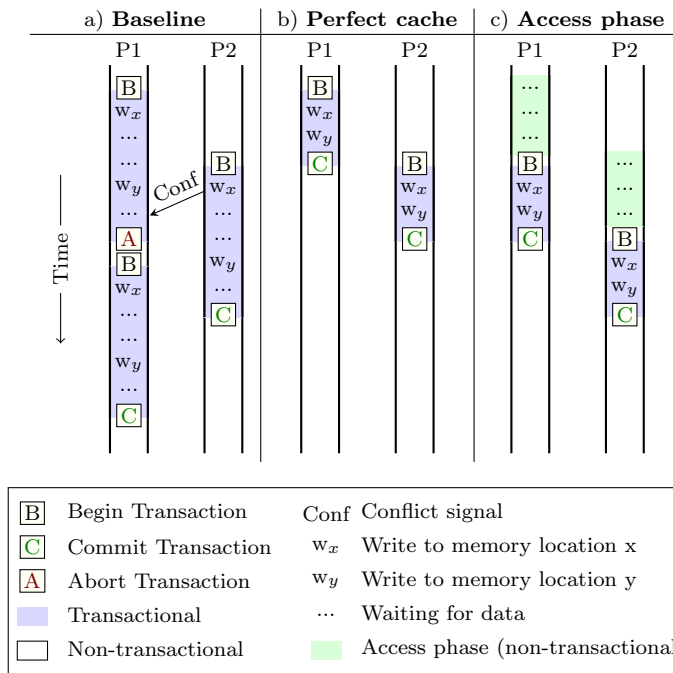 a) Baseline b) Perfect cache c) Access phase
P1 P2 P1 P2 P1 P2
B B ...
wx wx ...
... wy ...
... B C B B ...
wy wx wx wx ...
... Conf ... wy wy ...
A ... C C B
B wy wx
wx ... wy
... C C
...
wy
...
C
Time
B Begin Transaction Conf Conflict signal
C Commit Transaction wx Write to memory location x
A Abort Transaction wy Write to memory location y
Transactional ... Waiting for data
Non-transactional Access phase (non-transactional